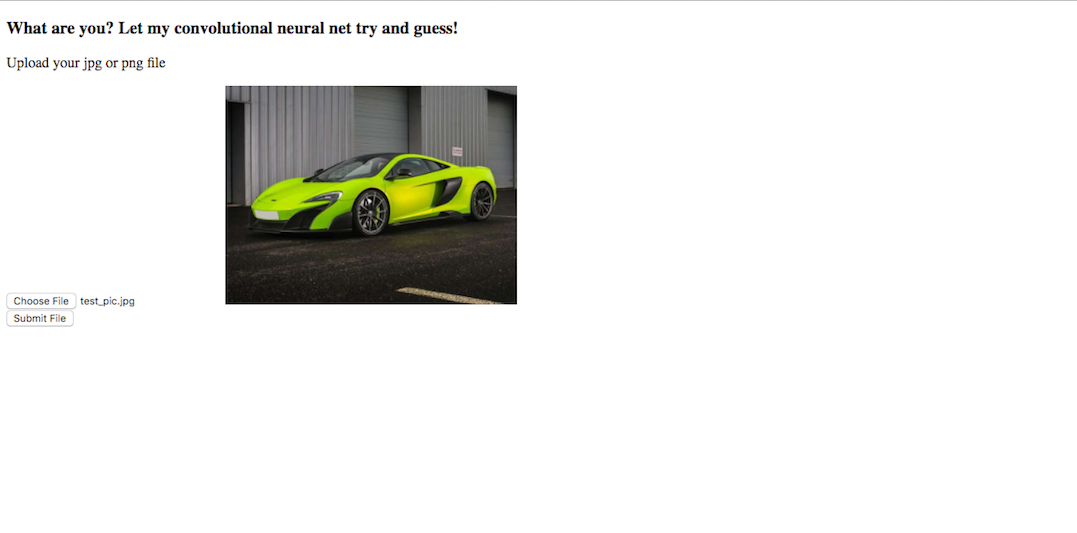 What are you? Let my convolutional neural net try and guess!
Upload your jpg or png file
Choose File test_pic.jpg
Submit File